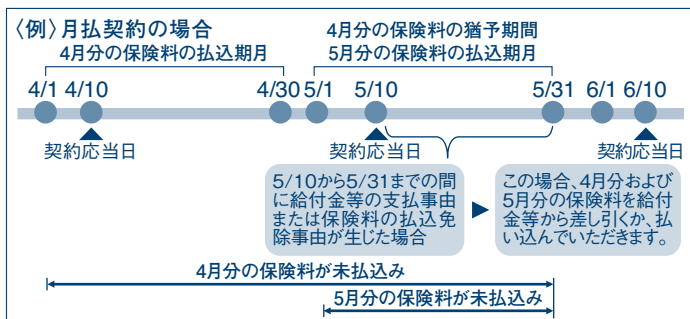 〈例〉月払契約の場合
4月分の保険料の払込期月
4月分の保険料の猶予期間
5月分の保険料の払込期月
4/1 4/10 4/30 5/1 5/10 5/31 6/1 6/10
契約応当日 契約応当日 契約応当日
5/10から5/31までの間
に給付金等の支払事由
または保険料の払込免
除事由が生じた場合
この場合、4月分および
5月分の保険料を給付
金等から差し引くか、払
い込んでいただきます。
4月分の保険料が未払込み
5月分の保険料が未払込み